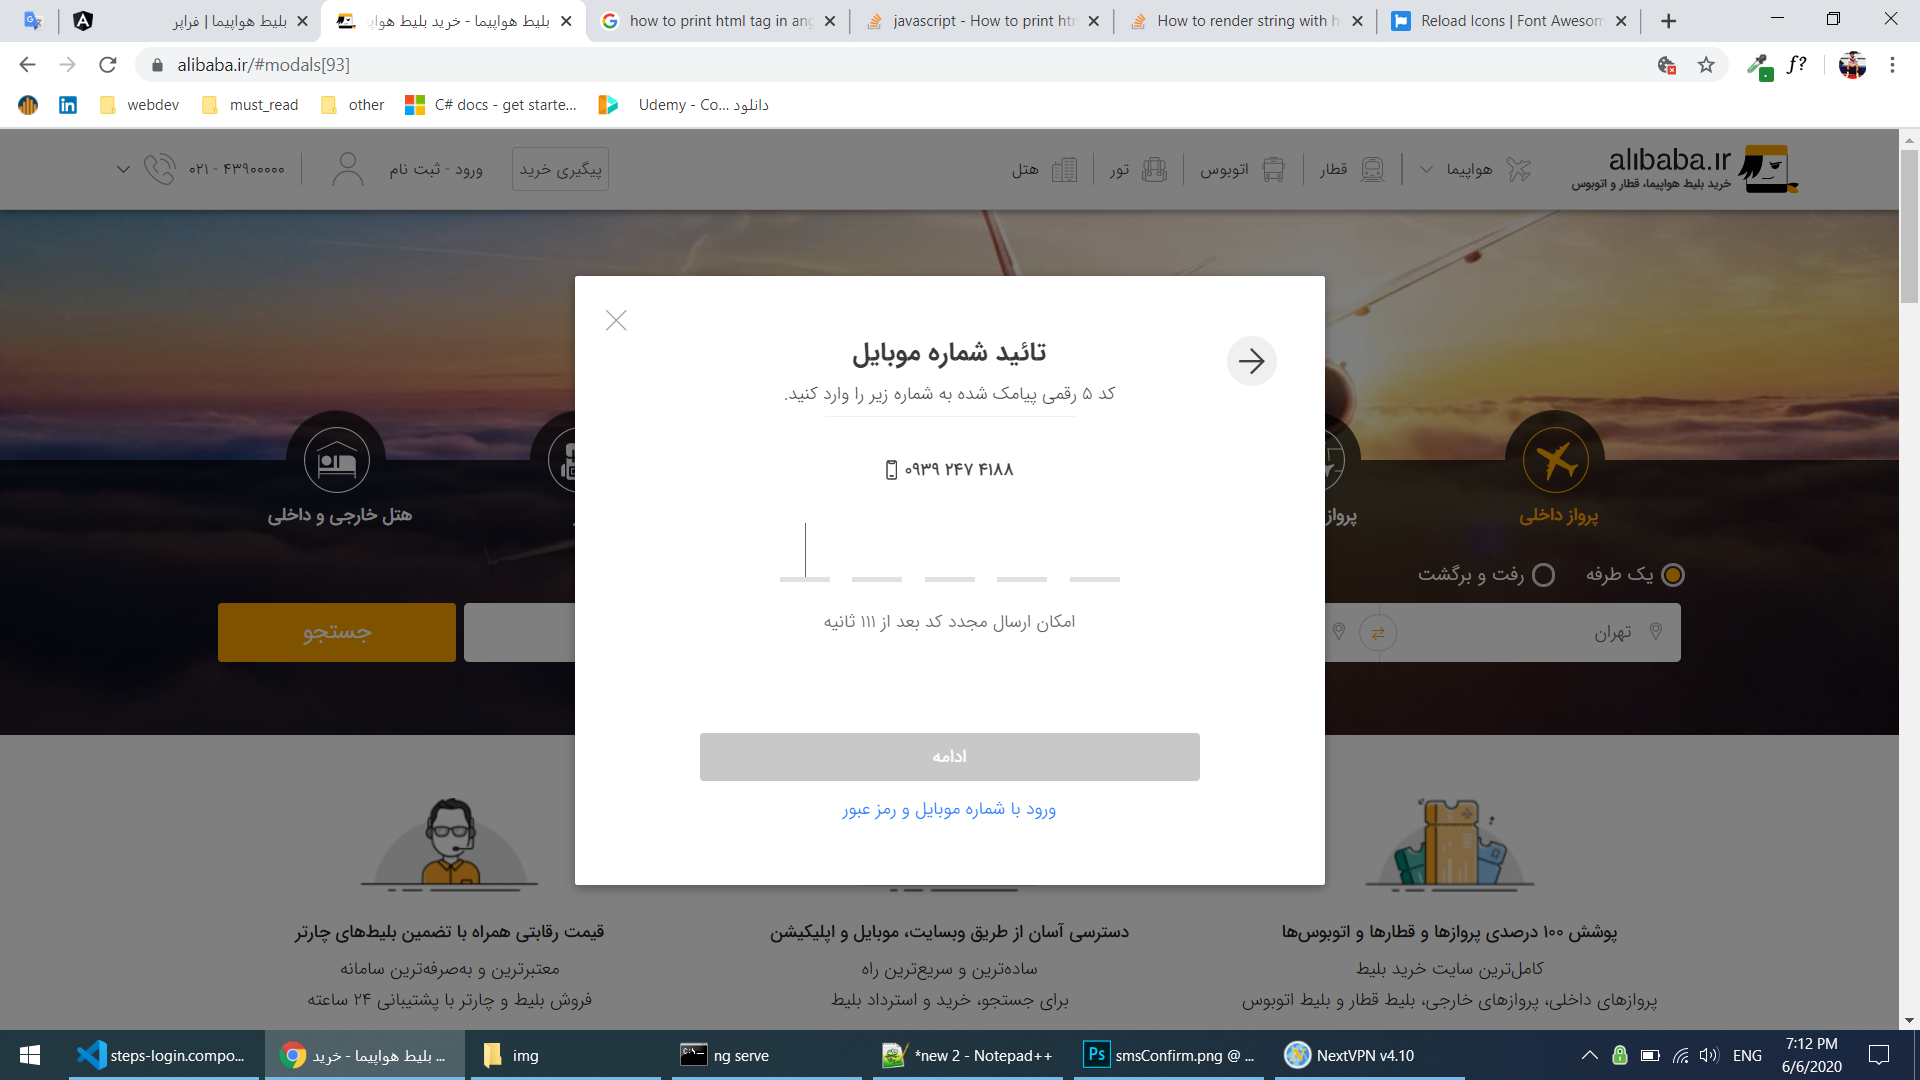 بلیط هواپیما | فراپر
بلیط هواپیما - خرید بلیط هواپی
how to print html tag in ang
javascript - How to print htm
How to render string with h
Reload Icons | Font Awesom
alibaba.ir/#modals[93]
f?
webdev
must_read
other
C# docs - get starte...
دانلود Udemy - Co...
alibaba.ir
خرید بلیط هواپیما، قطار و اتوبوس
هواپیما
قطار
اتوبوس
تور
هتل
پیگیری خرید
ورود - ثبت نام
۰۲۱ - ۴۳۹۰۰۰۰۰
تائید شماره موبایل
کد ۵ رقمی پیامک شده به شماره زیر را وارد کنید.
۰۹۳۹ ۲۴۷ ۴۱۸۸
امکان ارسال مجدد کد بعد از ۱۱۱ ثانیه
ادامه
ورود با شماره موبایل و رمز عبور
پرواز داخلی
پرواز
هتل خارجی و داخلی
یک طرفه
رفت و برگشت
تهران
جستجو
پوشش ۱۰۰ درصدی پروازها و قطارها و اتوبوس‌ها
کامل‌ترین سایت خرید بلیط
پروازهای داخلی، پروازهای خارجی، بلیط قطار و بلیط اتوبوس
دسترسی آسان از طریق وبسایت، موبایل و اپلیکیشن
ساده‌ترین و سریع‌ترین راه
برای جستجو، خرید و استرداد بلیط
قیمت رقابتی همراه با تضمین بلیط‌های چارتر
معتبرترین و به‌صرفه‌ترین سامانه
فروش بلیط و چارتر با پشتیبانی ۲۴ ساعته
steps-login.compo...
بلیط هواپیما - خرید ...
img
ng serve
*new 2 - Notepad++
Ps
smsConfirm.png @ ...
NextVPN v4.10
ENG
7:12 PM
6/6/2020